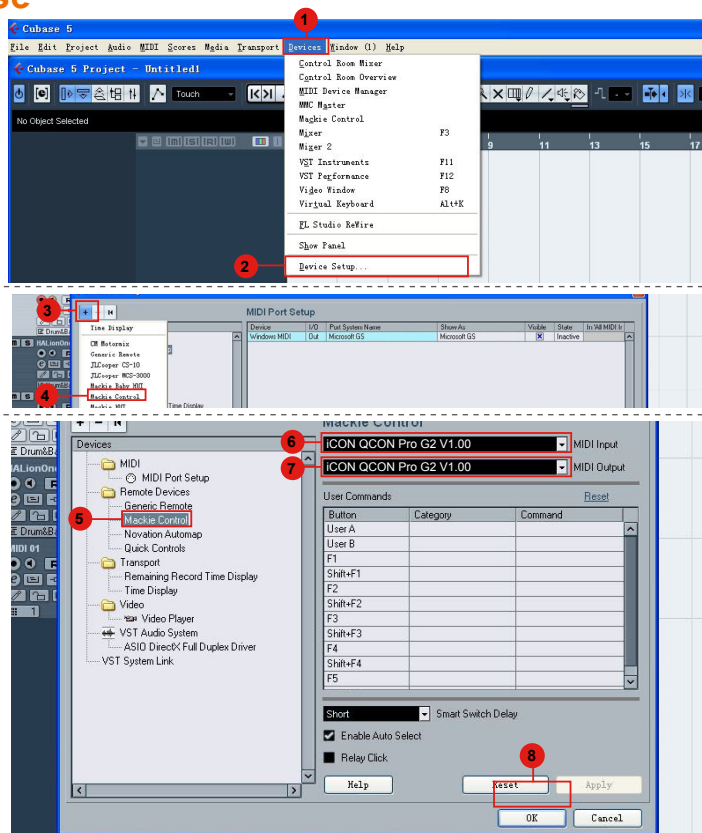 1
Cubase 5
File Edit Project Audio MIDI Scores Media Transport Devices Window (1) Help
Cubase 5 Project - Untitled1
Touch
No Object Selected
9 11 13 15 17
Control Room Mixer
Control Room Overview
MIDI Device Manager
MMC Master
Mackie Control
Mixer F3
Mixer 2
VST Instruments F11
VST Performance F12
Video Window F8
Virtual Keyboard Alt+K
FL Studio ReWire
Show Panel
2
Device Setup...
3
+ - |◄
MIDI Port Setup
Device I/O Port System Name Show As Visible State In 'All MIDI In
Windows MIDI Out Microsoft GS Microsoft GS X Inactive
Time Display
CM Motormix
Generic Remote
JLCooper CS-10
JLCooper MCS-3000
Mackie Baby HUI
4
Mackie Control
Mackie HUI
Time Display
Mackie Control
6
iCON QCON Pro G2 V1.00 MIDI Input
7
iCON QCON Pro G2 V1.00 MIDI Output
Devices
MIDI
MIDI Port Setup
Remote Devices
Generic Remote
5
Mackie Control
Novation Automap
Quick Controls
Transport
Remaining Record Time Display
Time Display
Video
Video Player
VST Audio System
ASIO DirectX Full Duplex Driver
VST System Link
User Commands Reset
Button Category Command
User A
User B
F1
Shift+F1
F2
Shift+F2
F3
Shift+F3
F4
Shift+F4
F5
Short Smart Switch Delay
Enable Auto Select
Relay Click
8
Help Reset Apply
OK Cancel
MIDI 01
1